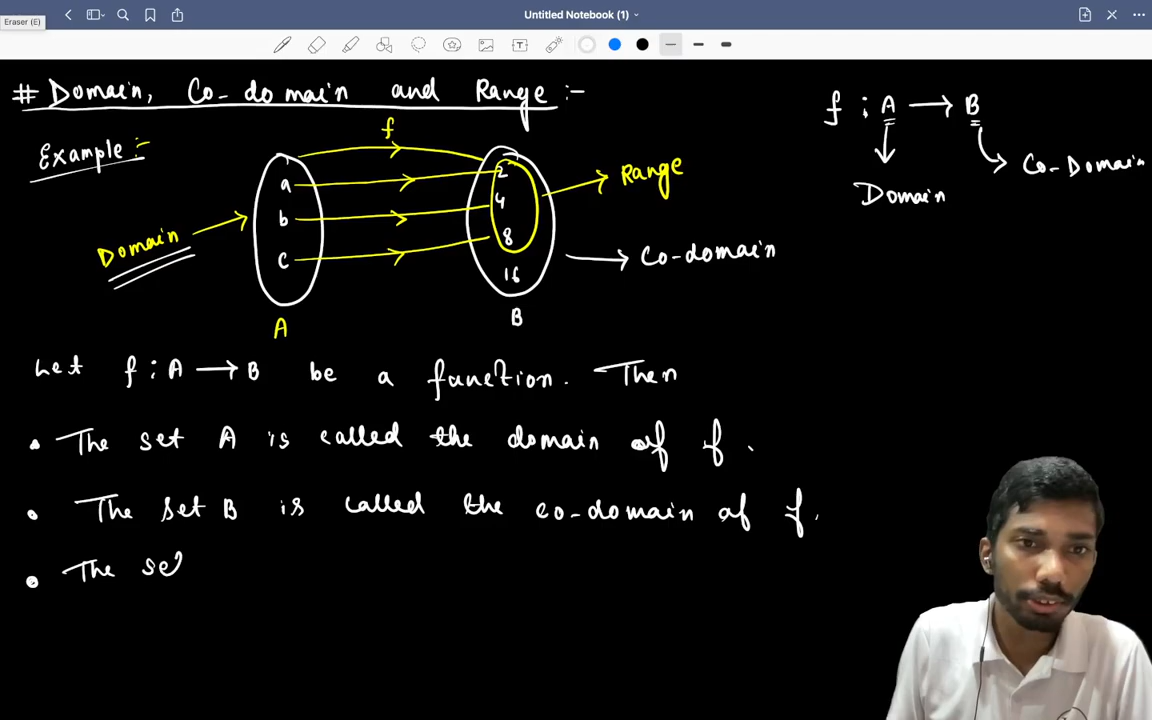 Untitled Notebook (1)
Eraser (E)
# Domain, Co-domain and Range :-
f : A → B
Example :-
f
Domain
Co-Domain
a
b
c
2
4
8
16
Range
Domain
Co-domain
A
B
Let f : A → B be a function. Then
• The set A is called the domain of f.
• The set B is called the co-domain of f.
• The set